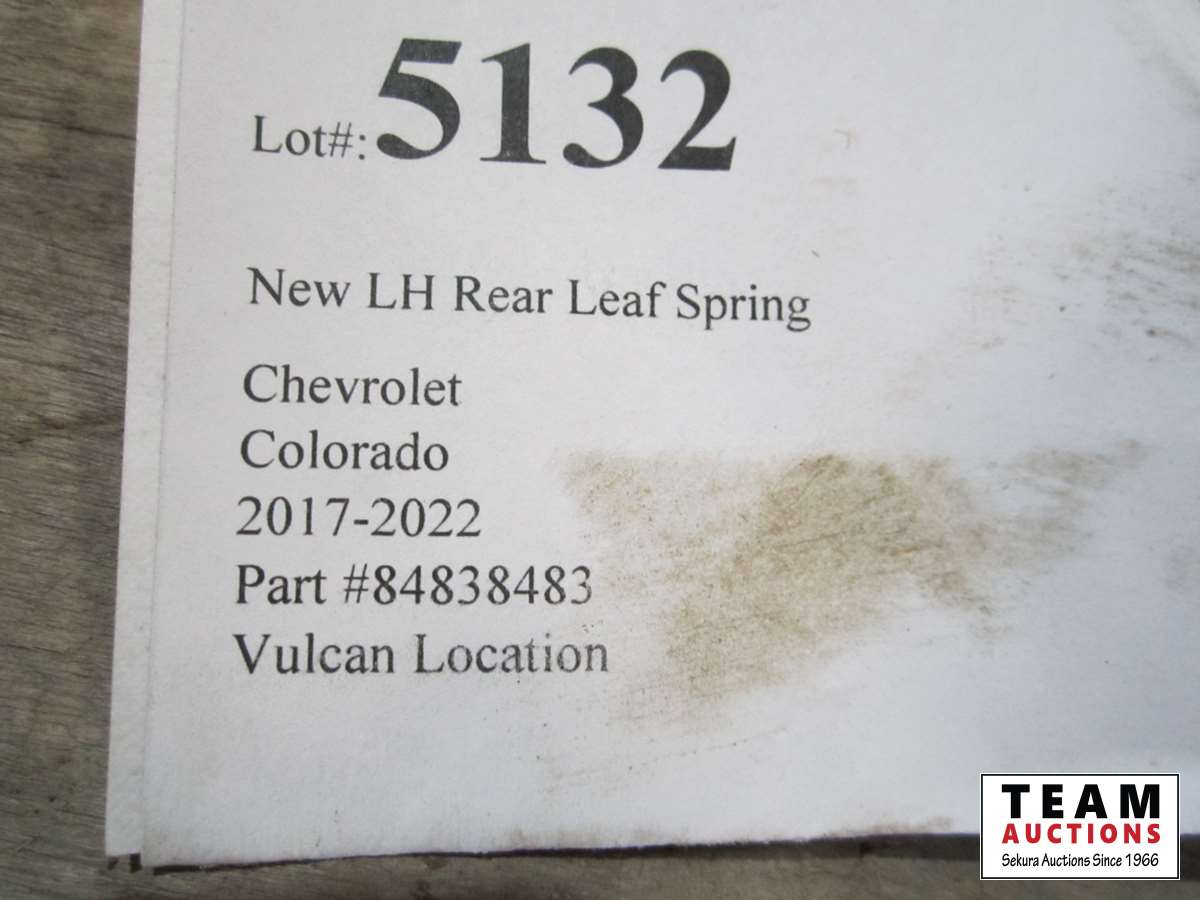 Lot#: 5132
New LH Rear Leaf Spring
Chevrolet
Colorado
2017-2022
Part #84838483
Vulcan Location
TEAM
AUCTIONS
Sekura Auctions Since 1966